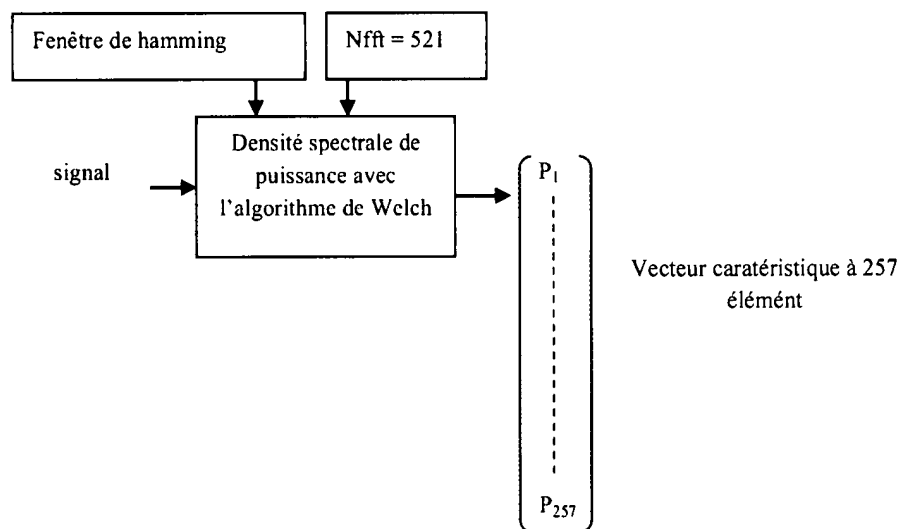 Fenêtre de hamming
Nfft = 521
signal
Densité spectrale de
puissance avec
l'algorithme de Welch
P1
P257
Vecteur caratéristique à 257
élémént